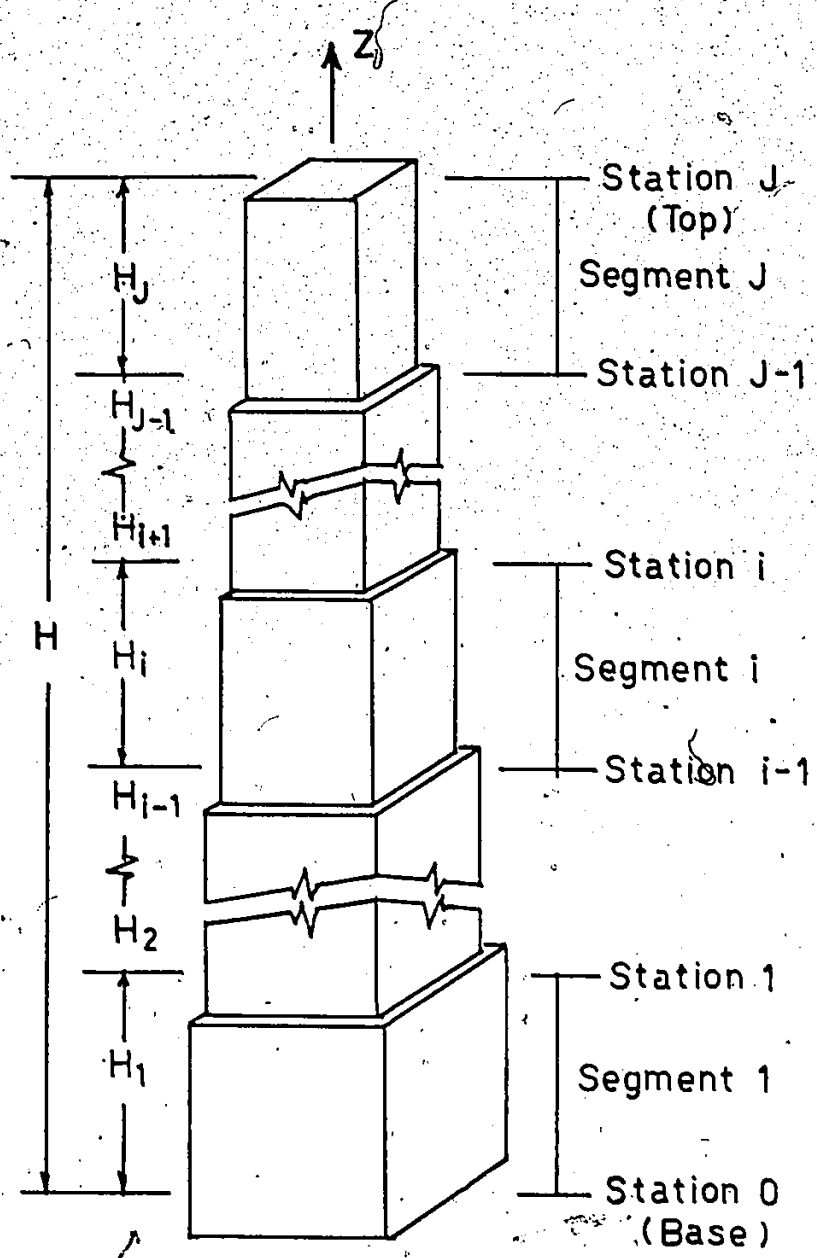 Z
Station J
(Top)
H_J
Segment J
Station J-1
H_J-1
H_i+1
Station i
H
H_i
Segment i
Station i-1
H_i-1
H_2
Station 1
H_1
Segment 1
Station 0
(Base)